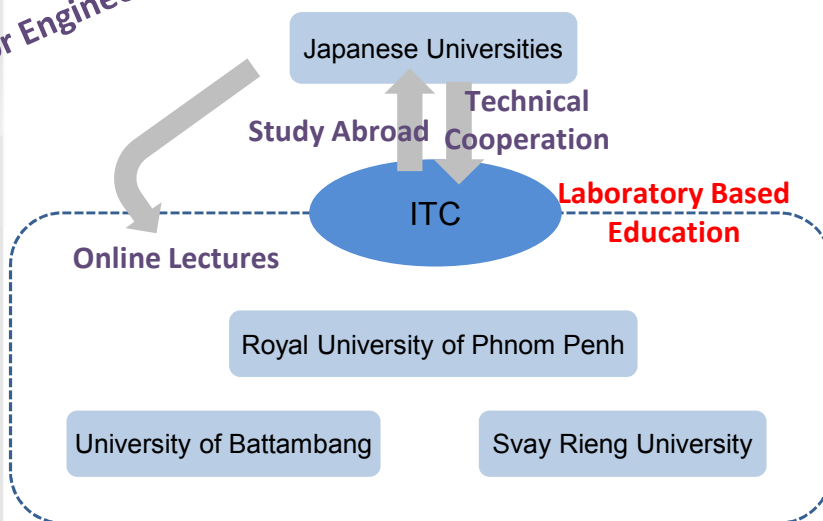 or Engine
Japanese Universities
Technical
Study Abroad
Cooperation
ITC
Laboratory Based
Education
Online Lectures
Royal University of Phnom Penh
University of Battambang
Svay Rieng University